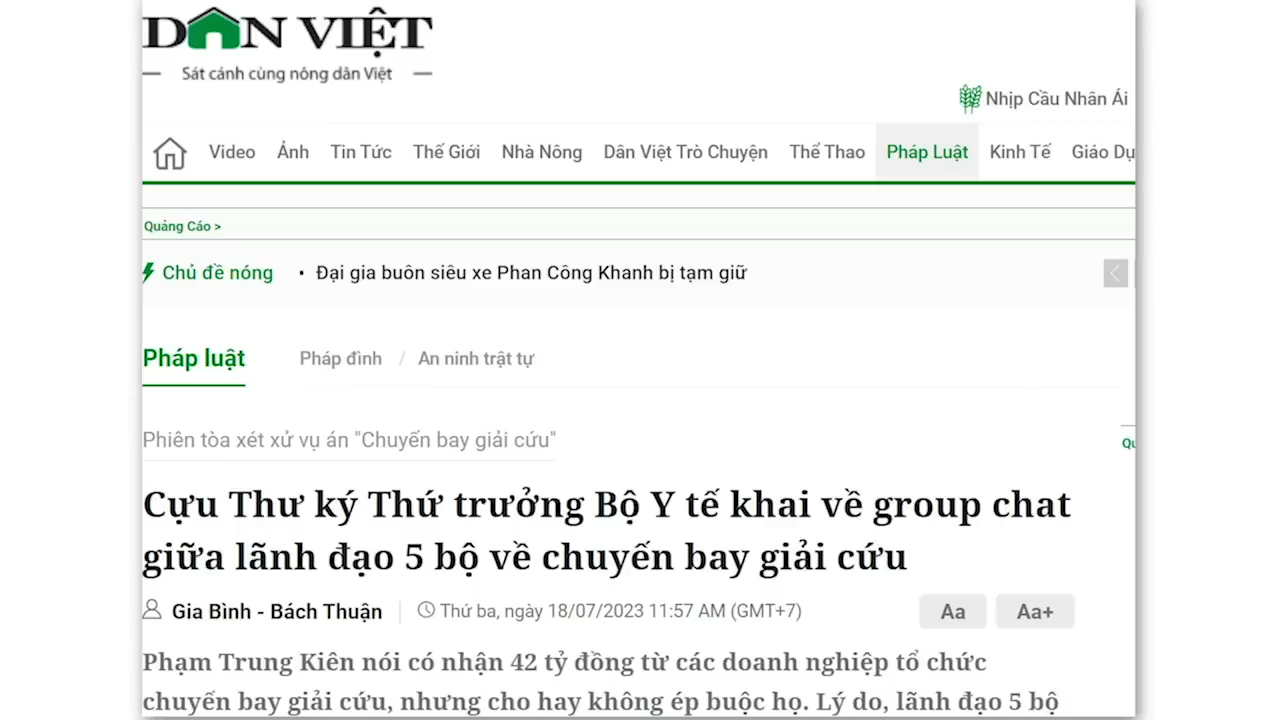 DÂN VIỆT
Sát cánh cùng nông dân Việt
Nhịp Cầu Nhân Ái
Video Ảnh Tin Tức Thế Giới Nhà Nông Dân Việt Trò Chuyện Thể Thao Pháp Luật Kinh Tế Giáo Dụ
Quảng Cáo >
Chủ đề nóng • Đại gia buôn siêu xe Phan Công Khanh bị tạm giữ
Pháp luật Pháp đình / An ninh trật tự
Phiên tòa xét xử vụ án "Chuyến bay giải cứu"
Cựu Thư ký Thứ trưởng Bộ Y tế khai về group chat
giữa lãnh đạo 5 bộ về chuyến bay giải cứu
Gia Bình - Bách Thuận Thứ ba, ngày 18/07/2023 11:57 AM (GMT+7) Aa Aa+
Phạm Trung Kiên nói có nhận 42 tỷ đồng từ các doanh nghiệp tổ chức
chuyến bay giải cứu, nhưng cho hay không ép buộc họ. Lý do, lãnh đạo 5 bộ